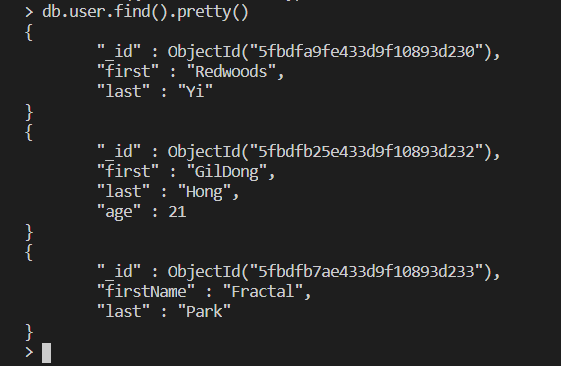 > db.user.find().pretty()
{
        "_id" : ObjectId("5fbdfa9fe433d9f10893d230"),
        "first" : "Redwoods",
        "last" : "Yi"
}
{
        "_id" : ObjectId("5fbdfb25e433d9f10893d232"),
        "first" : "GilDong",
        "last" : "Hong",
        "age" : 21
}
{
        "_id" : ObjectId("5fbdfb7ae433d9f10893d233"),
        "firstName" : "Fractal",
        "last" : "Park"
}
>